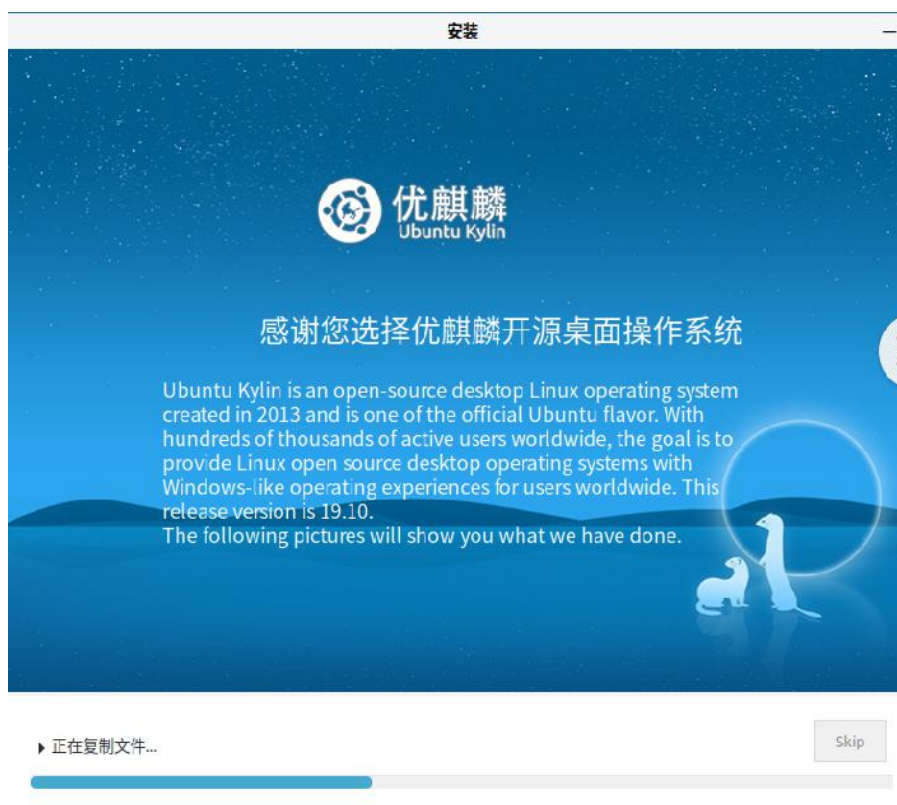 安装
优麒麟
Ubuntu Kylin
感谢您选择优麒麟开源桌面操作系统
Ubuntu Kylin is an open-source desktop Linux operating system
created in 2013 and is one of the official Ubuntu flavor. With
hundreds of thousands of active users worldwide, the goal is to
provide Linux open source desktop operating systems with
Windows-like operating experiences for users worldwide. This
release version is 19.10.
The following pictures will show you what we have done.
正在复制文件...
Skip